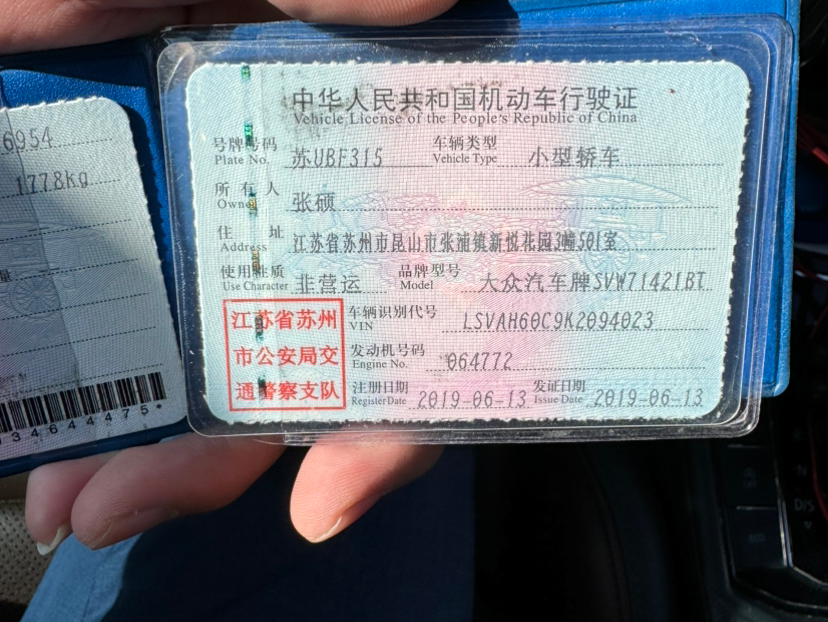 6954
1778kg
量
34644475*
中华人民共和国机动车行驶证
Vehicle License of the People's Republic of China
号牌号码 苏UBF315 车辆类型 小型轿车
Plate No. Vehicle Type
所有人 张硕
Owner
住址 江苏省苏州市昆山市张浦镇新悦花园3幢501室
Address
使用性质 非营运 品牌型号 大众汽车牌SVW71421BT
Use Character Model
江苏省苏州
市公安局交
通警察支队
车辆识别代号 LSVAH60C9K2094023
VIN
发动机号码 064772
Engine No.
注册日期 2019-06-13 发证日期 2019-06-13
Register Date Issue Date